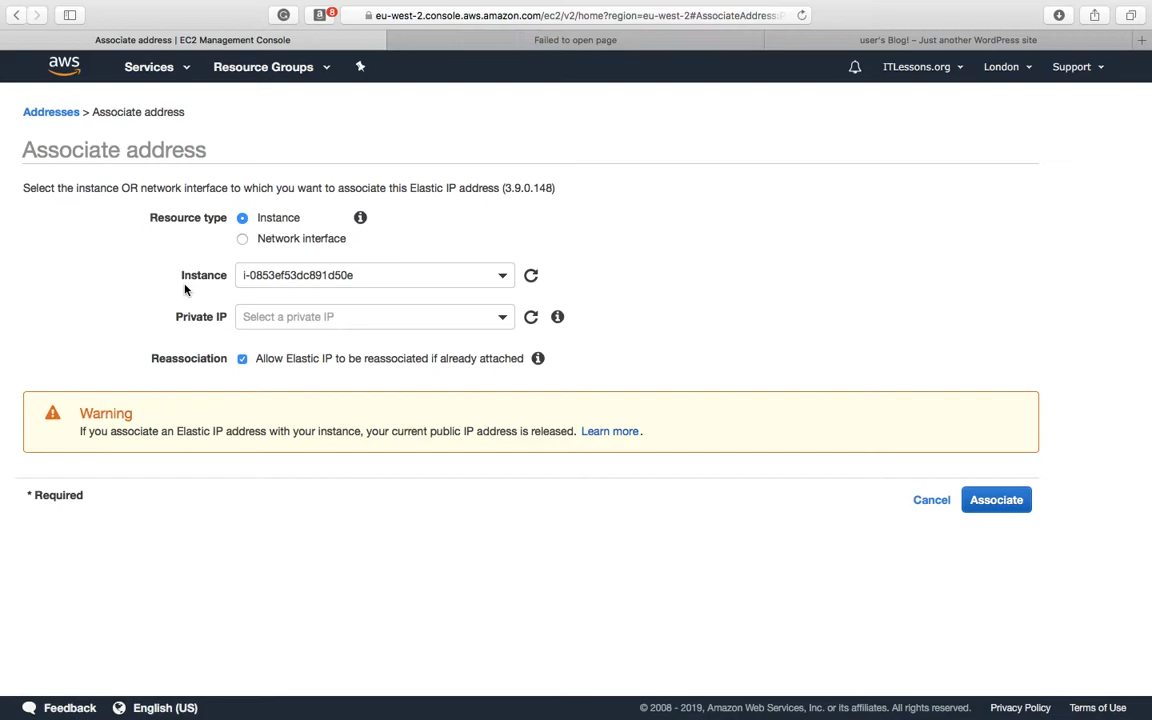 eu-west-2.console.aws.amazon.com/ec2/v2/home?region=eu-west-2#AssociateAddress:
8
Associate address | EC2 Management Console
Failed to open page
user's Blog! – Just another WordPress site
aws
Services
Resource Groups
ITLessons.org
London
Support
Addresses > Associate address
Associate address
Select the instance OR network interface to which you want to associate this Elastic IP address (3.9.0.148)
Resource type
Instance
Network interface
Instance
i-0853ef53dc891d50e
Private IP
Select a private IP
Reassociation
Allow Elastic IP to be reassociated if already attached
Warning
If you associate an Elastic IP address with your instance, your current public IP address is released. Learn more.
* Required
Cancel
Associate
Feedback
English (US)
© 2008 - 2019, Amazon Web Services, Inc. or its affiliates. All rights reserved.
Privacy Policy
Terms of Use